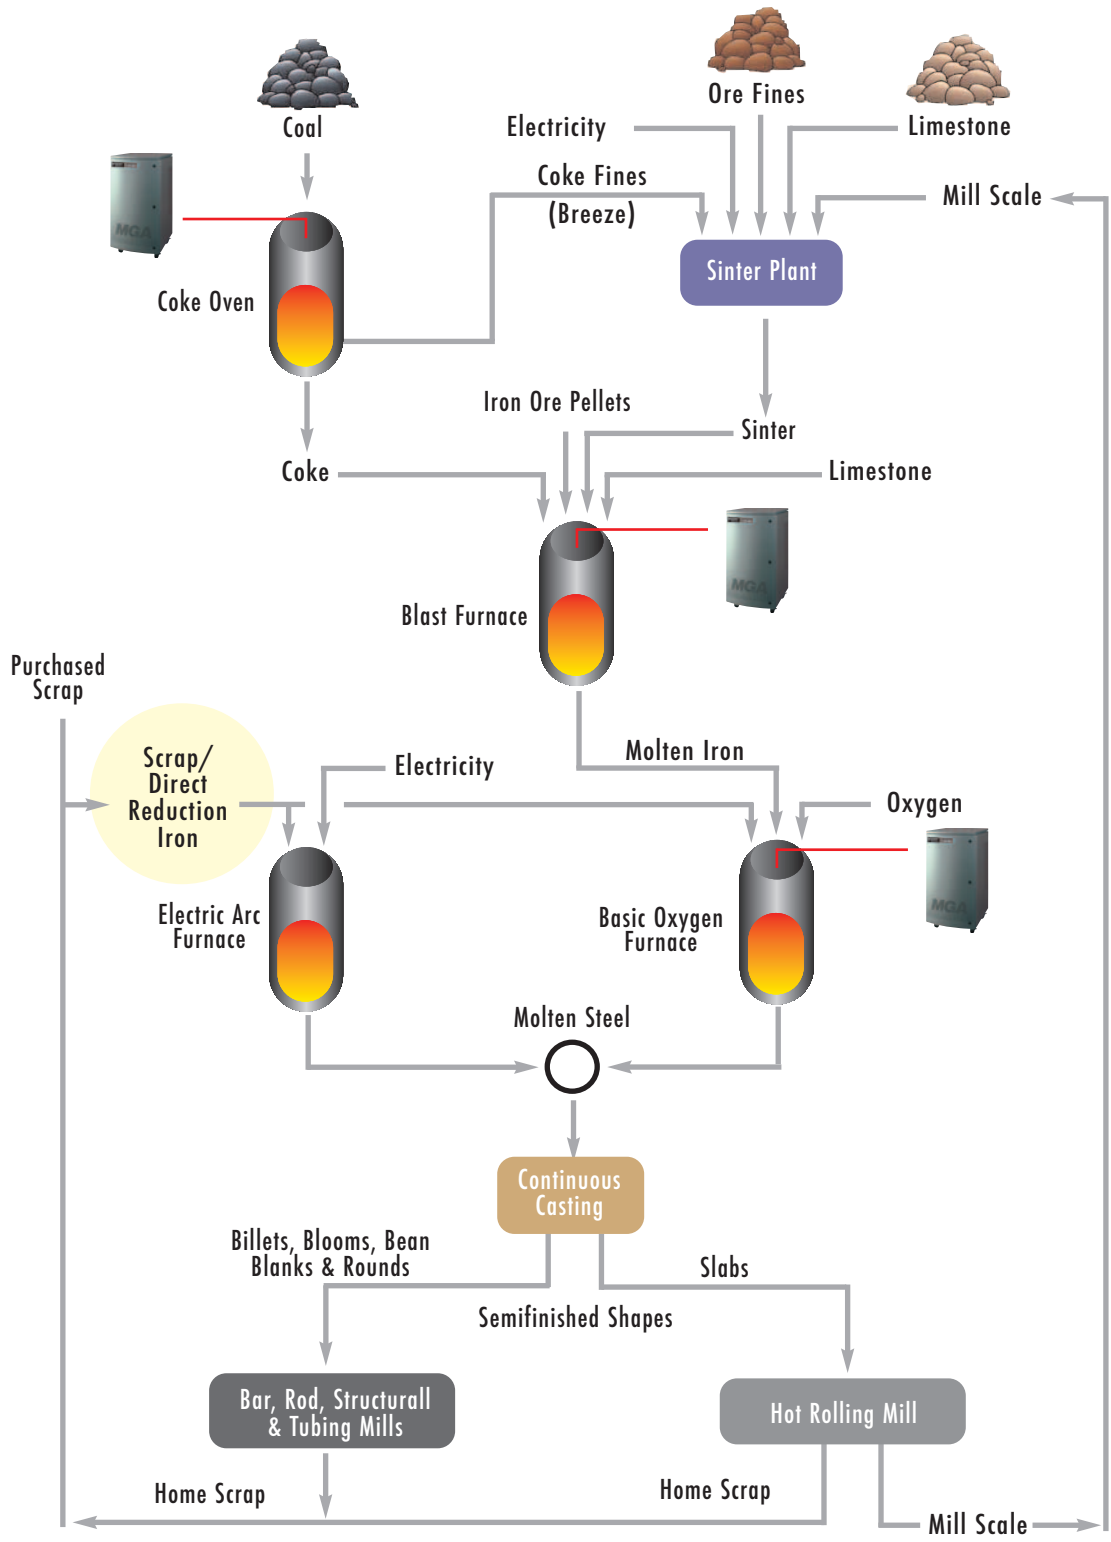 Coal
Ore Fines
Electricity
Limestone
Coke Fines
(Breeze)
Mill Scale
MGA
Sinter Plant
Coke Oven
Iron Ore Pellets
Sinter
Coke
Limestone
MGA
Blast Furnace
Purchased
Scrap
Scrap/
Direct
Reduction
Iron
Electricity
Molten Iron
Oxygen
MGA
Electric Arc
Furnace
Basic Oxygen
Furnace
Molten Steel
Continuous
Casting
Billets, Blooms, Bean
Blanks & Rounds
Slabs
Semifinished Shapes
Bar, Rod, Structurall
& Tubing Mills
Hot Rolling Mill
Home Scrap
Home Scrap
Mill Scale